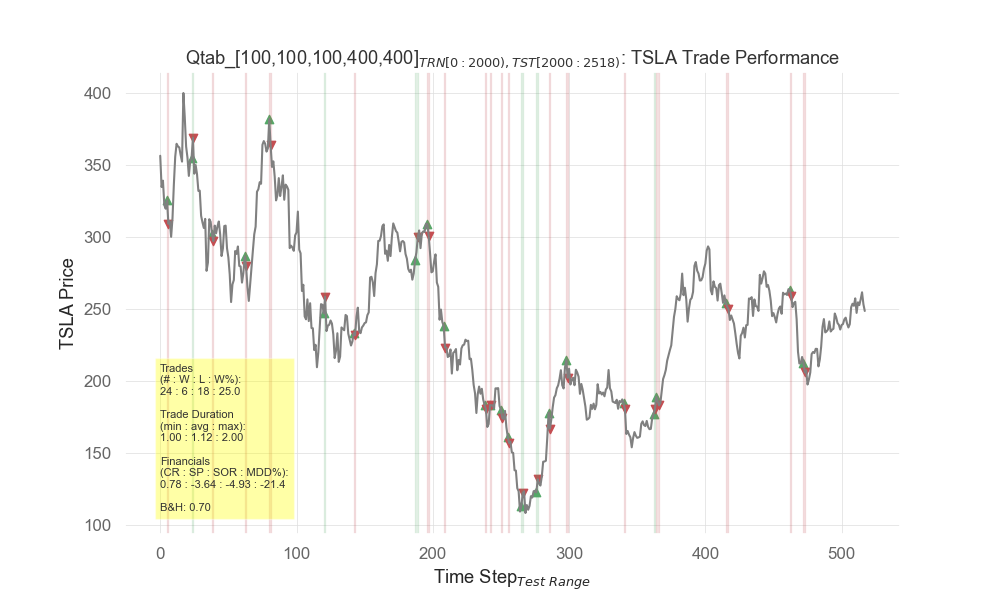 Qtab_[100,100,100,400,400]TRN[0 : 2000), TST[2000 : 2518): TSLA Trade Performance
400
350
300
250
200
150
100
TSLA Price
Trades
(# : W : L : W%):
24 : 6 : 18 : 25.0
Trade Duration
(min : avg : max):
1.00 : 1.12 : 2.00
Financials
(CR : SP : SOR : MDD%):
0.78 : -3.64 : -4.93 : -21.4
B&H: 0.70
0 100 200 300 400 500
Time StepTest Range